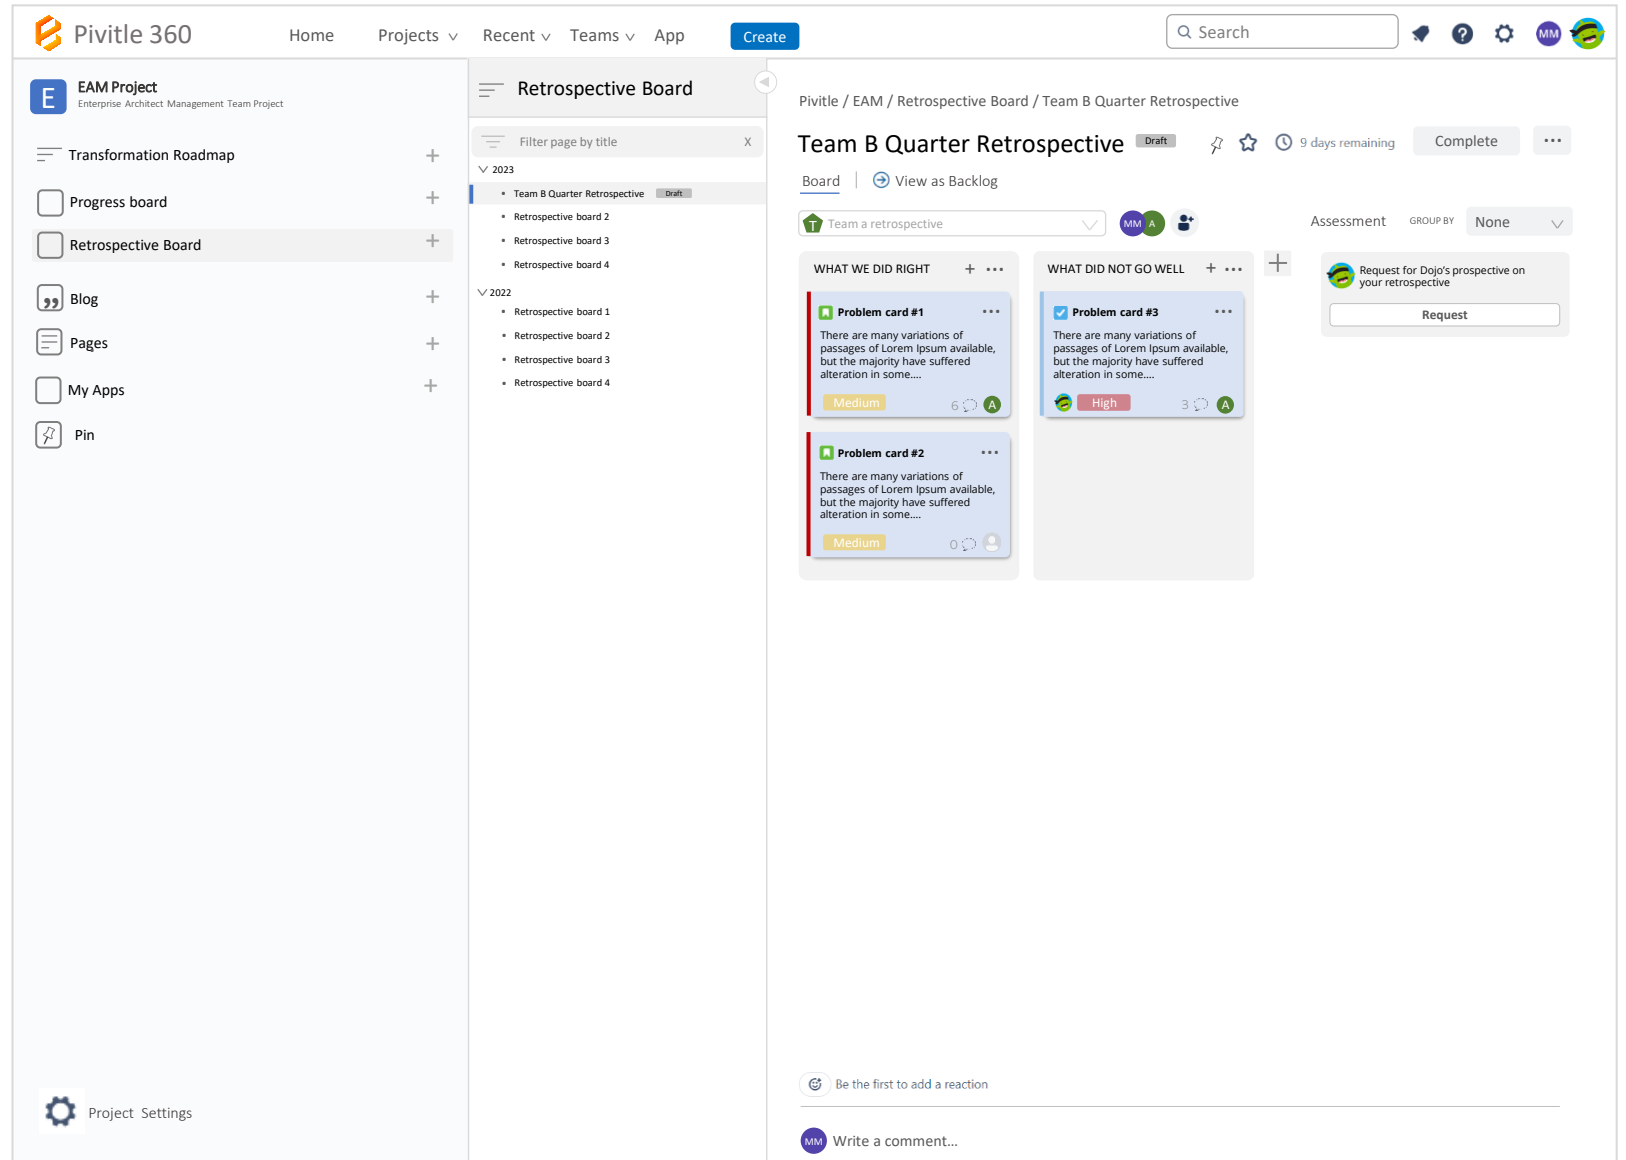 Pivitle 360
Home
Projects
Recent
Teams
App
Create
Search
MM
E
EAM Project
Enterprise Architect Management Team Project
Transformation Roadmap
Progress board
Retrospective Board
Blog
Pages
My Apps
Pin
Project Settings
Retrospective Board
Filter page by title
X
2023
Team B Quarter Retrospective
Draft
Retrospective board 2
Retrospective board 3
Retrospective board 4
2022
Retrospective board 1
Retrospective board 2
Retrospective board 3
Retrospective board 4
Pivitle / EAM / Retrospective Board / Team B Quarter Retrospective
Team B Quarter Retrospective
Draft
9 days remaining
Complete
Board
View as Backlog
T
Team a retrospective
MM
A
Assessment
GROUP BY
None
WHAT WE DID RIGHT
Problem card #1
There are many variations of
passages of Lorem Ipsum available,
but the majority have suffered
alteration in some....
Medium
6
A
Problem card #2
There are many variations of
passages of Lorem Ipsum available,
but the majority have suffered
alteration in some....
Medium
0
WHAT DID NOT GO WELL
Problem card #3
There are many variations of
passages of Lorem Ipsum available,
but the majority have suffered
alteration in some....
High
3
A
Request for Dojo's prospective on
your retrospective
Request
Be the first to add a reaction
MM
Write a comment...